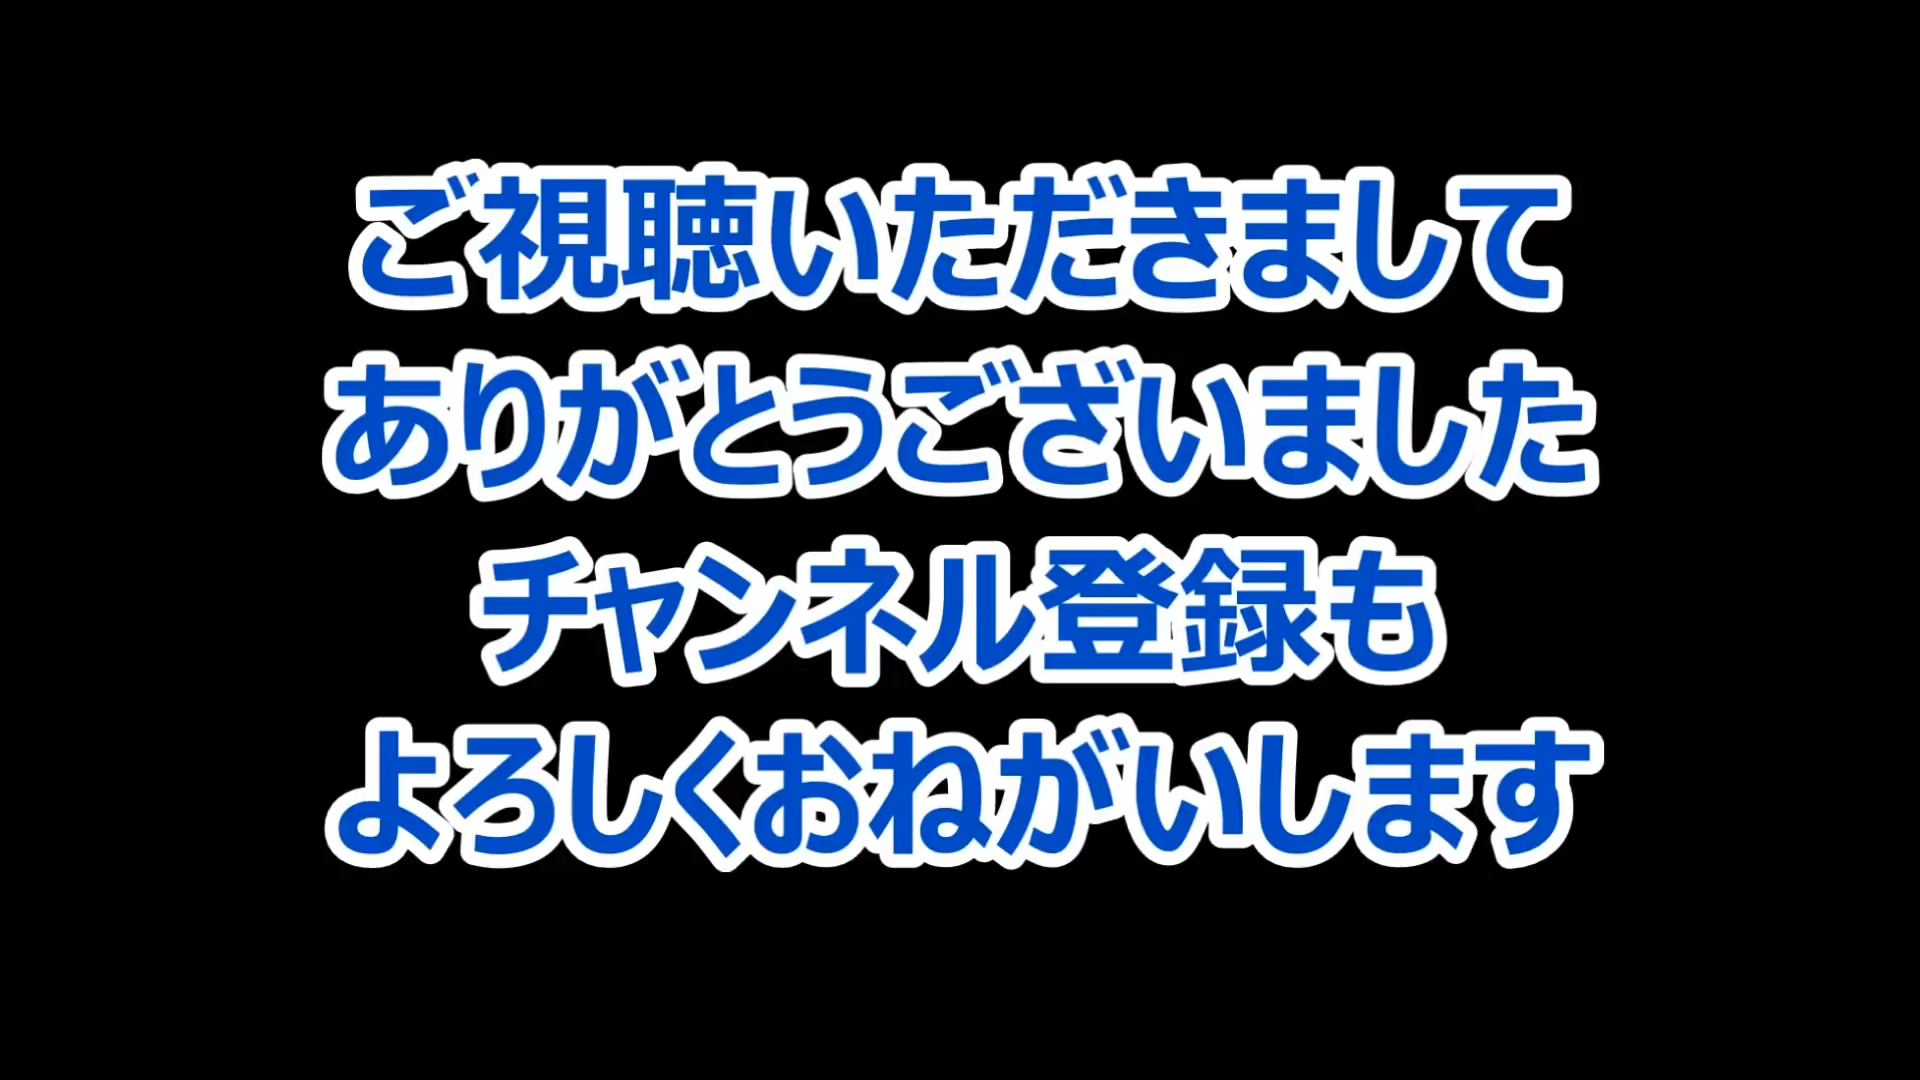 ご視聴いただきまして
ありがとうございました
チャンネル登録も
よろしくおねがいします